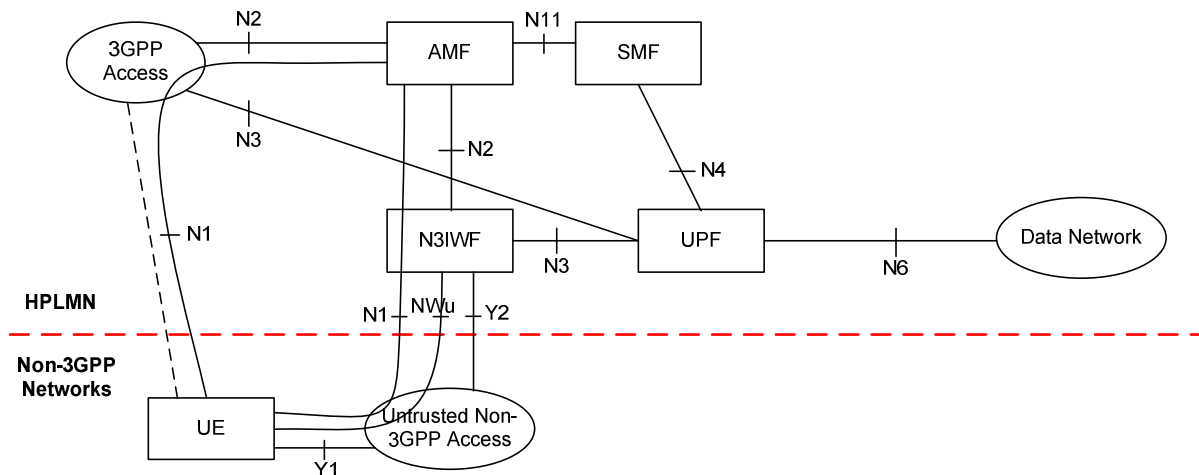 N2
N11
3GPP
Access
AMF
SMF
N3
N2
N4
N1
N3IWF
UPF
Data Network
N3
N6
HPLMN
N1
NWu
Y2
Non-3GPP
Networks
UE
Untrusted Non-
3GPP Access
Y1